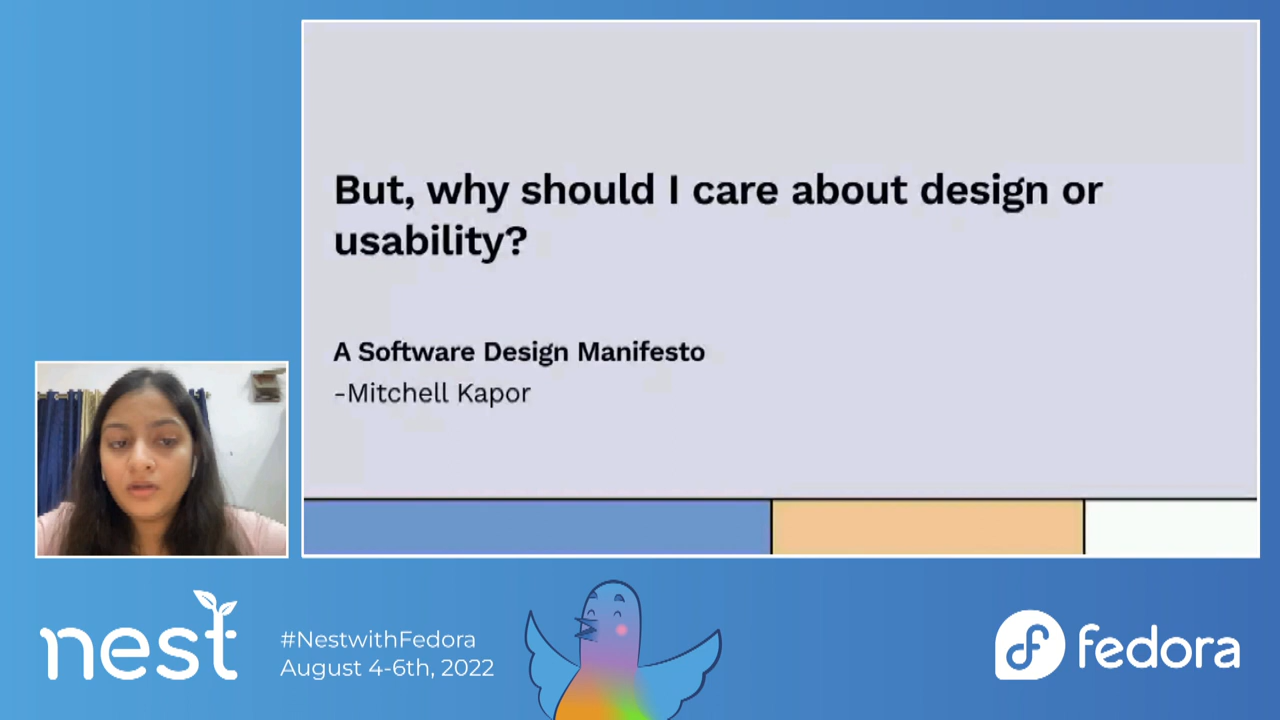 But, why should I care about design or
usability?
A Software Design Manifesto
-Mitchell Kapor
nest
#NestwithFedora
August 4-6th, 2022
fedora